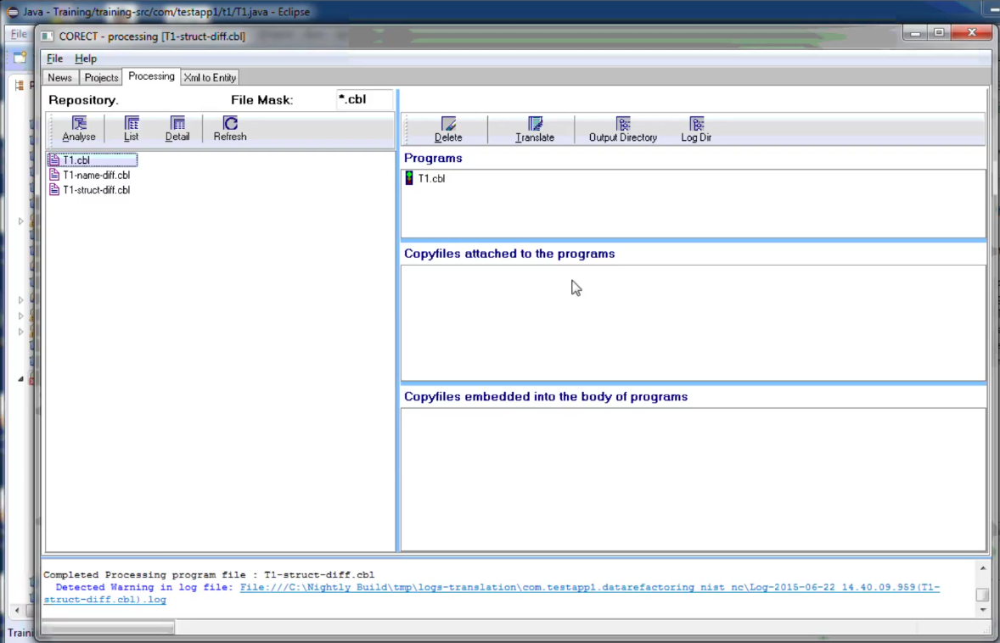 Java - Training/training-src/com/testapp1/t1/T1.java - Eclipse
File
CORECT - processing [T1-struct-diff.cbl]
File Help
News Projects Processing Xml to Entity
Repository. File Mask: *.cbl
Analyse List Detail Refresh
Delete Translate Output Directory Log Dir
T1.cbl
T1-name-diff.cbl
T1-struct-diff.cbl
Programs
T1.cbl
Copyfiles attached to the programs
Copyfiles embedded into the body of programs
Completed Processing program file : T1-struct-diff.cbl
Detected Warning in log file: File:///C:\Nightly Build\tmp\logs-translation\com.testapp1.datarefactoring nist nc\Log-2015-06-22 14.40.09.959(T1-
struct-diff.cbl).log